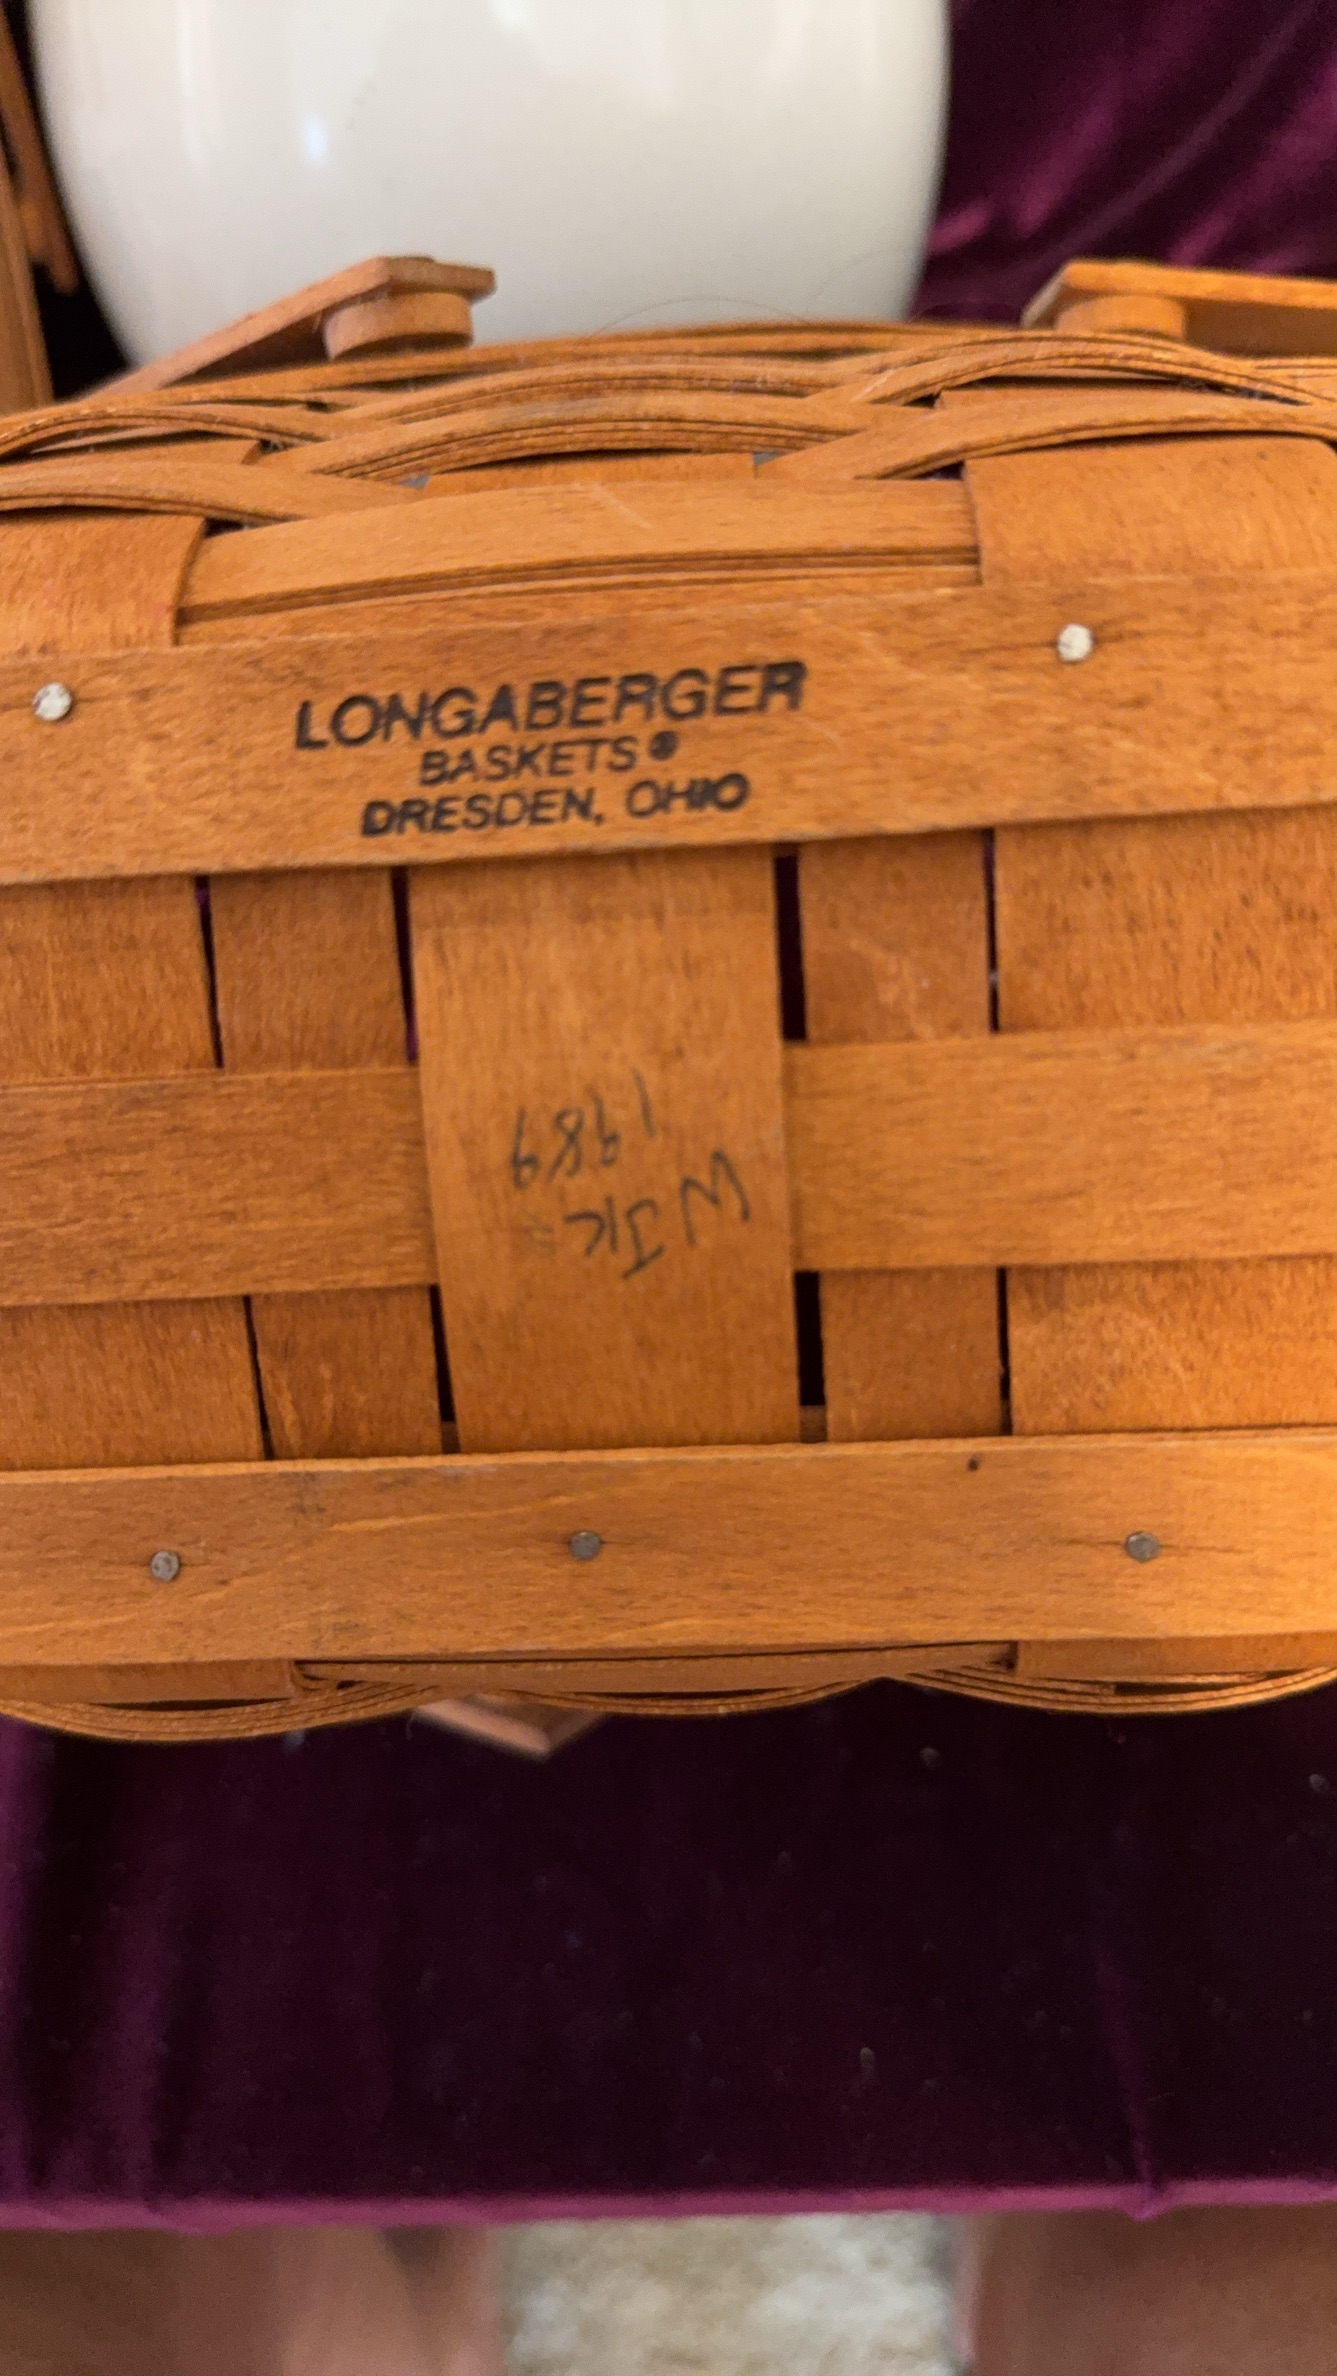 LONGABERGER
BASKETS®
DRESDEN, OHIO
WJK
1989